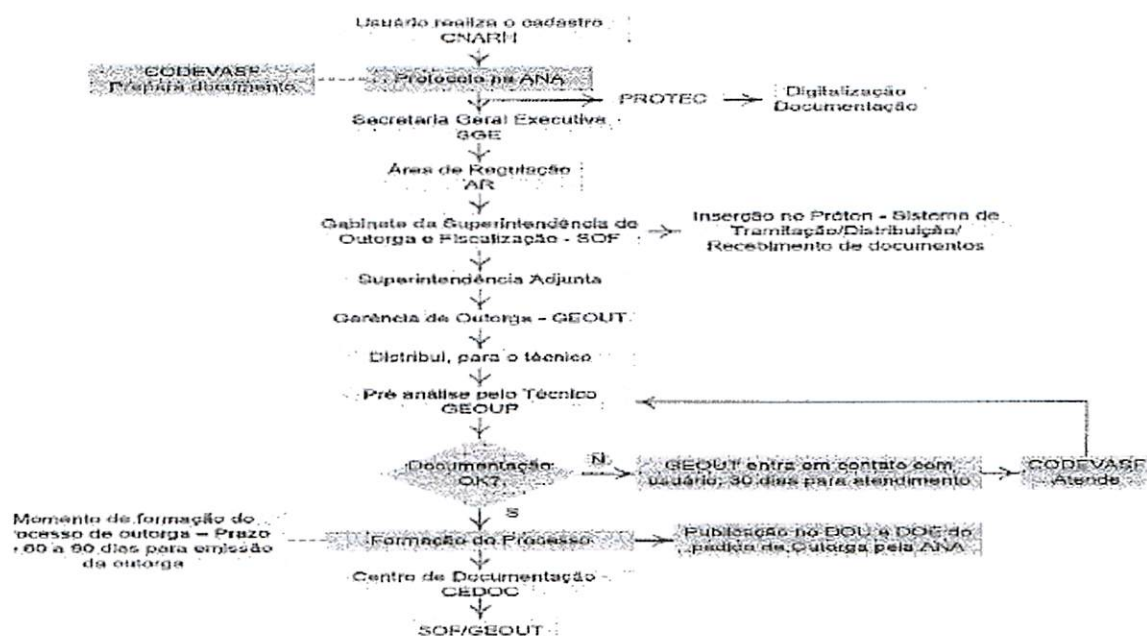 Usuário realiza o cadastro
CNARH
CODEVASF
Prepara documento
Protocolo na ANA
PROTEC
Digitalização
Documentação
Secretaria Geral Executiva
SGE
Área de Regulação
AR
Gabinete da Superintendência de
Outorga e Fiscalização - SOF
Inserção no Próton - Sistema de
Tramitação/Distribuição/
Recebimento de documentos
Superintendência Adjunta
Gerência de Outorga - GEOUT
Distribui, para o técnico
Pré análise pelo Técnico
GEOUP
Documentação
OK?
N
GEOUT entra em contato com
usuário; 30 dias para atendimento
CODEVASF
Atende
S
Momento de formação do
ocesso de outorga – Prazo
60 a 90 dias para emissão
da outorga
Formação do Processo
Publicação no DOU e DOE do
pedido de Outorga pela ANA
Centro de Documentação -
CEDOC
SOF/GEOUT